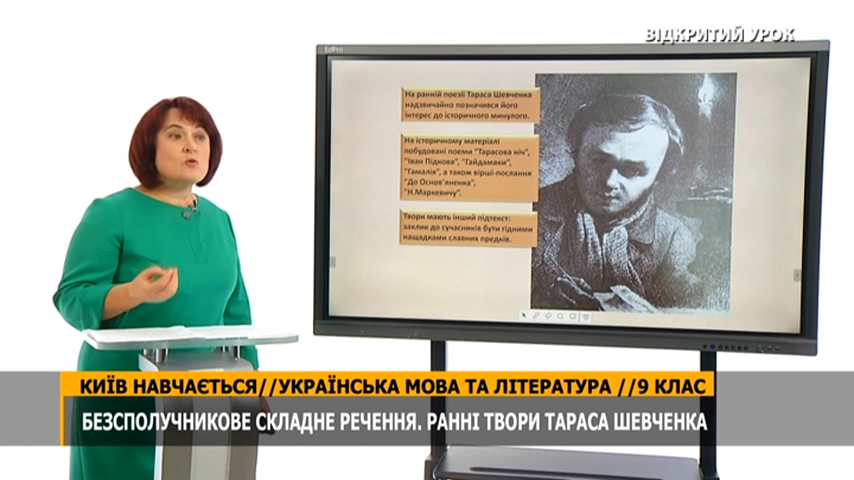 ВІДКРИТИЙ УРОК
EdPro
На ранній поезії Тараса Шевченка
надзвичайно позначився його
інтерес до історичного минулого.
На історичному матеріалі
побудовані поеми "Тарасова ніч",
"Іван Підкова", "Гайдамаки",
"Гамалія", а також вірші-послання
"До Основ'яненка",
"Н.Маркевичу".
Твори мають інший підтекст:
заклик до сучасників бути гідними
нащадками славних предків.
КИЇВ НАВЧАЄТЬСЯ//УКРАЇНСЬКА МОВА ТА ЛІТЕРАТУРА //9 КЛАС
БЕЗСПОЛУЧНИКОВЕ СКЛАДНЕ РЕЧЕННЯ. РАННІ ТВОРИ ТАРАСА ШЕВЧЕНКА